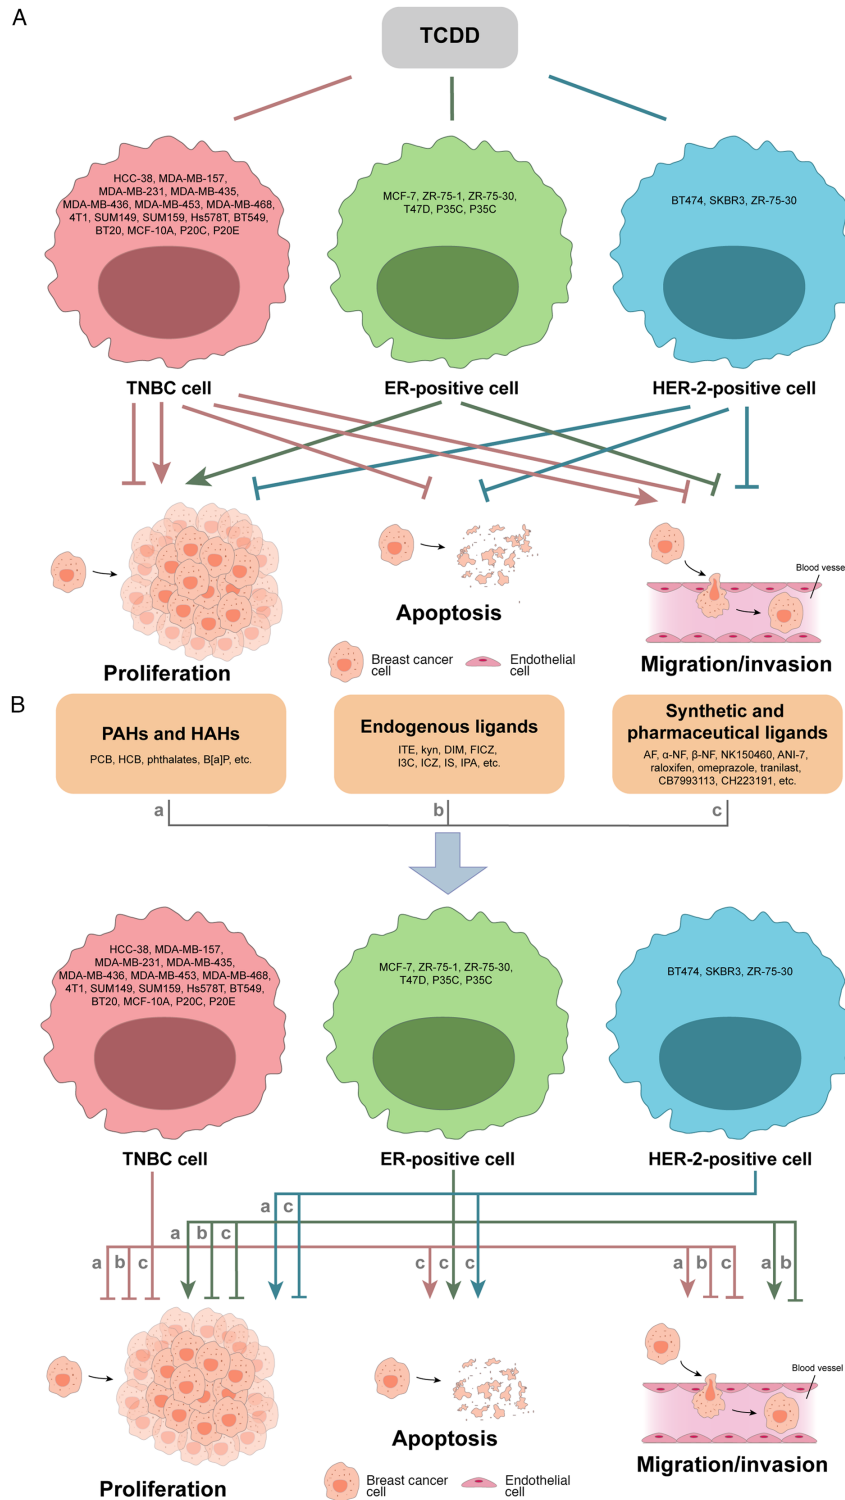 A
TCDD
HCC-38, MDA-MB-157,
MDA-MB-231, MDA-MB-435,
MDA-MB-436, MDA-MB-453, MDA-MB-468,
4T1, SUM149, SUM159, Hs578T, BT549,
BT20, MCF-10A, P20C, P20E
MCF-7, ZR-75-1, ZR-75-30,
T47D, P35C, P35C
BT474, SKBR3, ZR-75-30
TNBC cell
ER-positive cell
HER-2-positive cell
Blood vesse
Apoptosis
Breast cancer
cell
Endothelial
cell
Proliferation
Migration/invasion
B
PAHs and HAHs
PCB, HCB, phthalates, B[a]P, etc.
Endogenous ligands
ITE, kyn, DIM, FICZ,
I3C, ICZ, IS, IPA, etc.
Synthetic and
pharmaceutical ligands
AF, α-NF, β-NF, NK150460, ANI-7,
raloxifen, omeprazole, tranilast,
CB7993113, CH223191, etc.
a
b
c
HCC-38, MDA-MB-157,
MDA-MB-231, MDA-MB-435,
MDA-MB-436, MDA-MB-453, MDA-MB-468,
4T1, SUM149, SUM159, Hs578T, BT549,
BT20, MCF-10A, P20C, P20E
MCF-7, ZR-75-1, ZR-75-30,
T47D, P35C, P35C
BT474, SKBR3, ZR-75-30
TNBC cell
ER-positive cell
HER-2-positive cell
a c
a b c
a b c
c c c
a b c
a b
Blood vessel
Apoptosis
Breast cancer
cell
Endothelial
cell
Proliferation
Migration/invasion